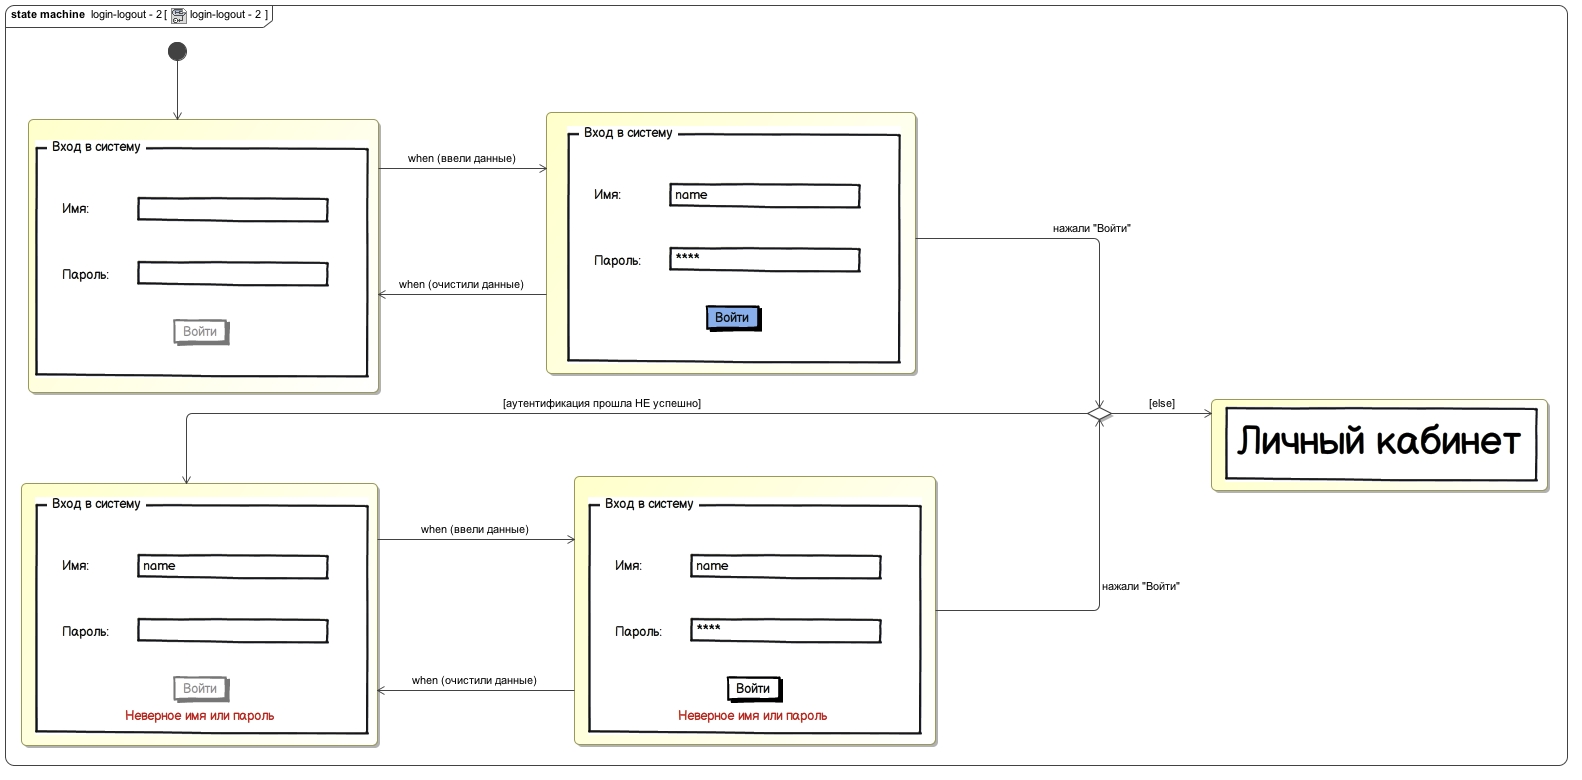 state machine login-logout - 2 [ login-logout - 2 ]
Вход в систему
Имя:
Пароль:
Войти
when (ввели данные)
when (очистили данные)
Вход в систему
Имя: name
Пароль: ****
Войти
нажали "Войти"
[аутентификация прошла НЕ успешно]
[else]
Личный кабинет
Вход в систему
Имя: name
Пароль:
Войти
Неверное имя или пароль
when (ввели данные)
when (очистили данные)
Вход в систему
Имя: name
Пароль: ****
Войти
Неверное имя или пароль
нажали "Войти"